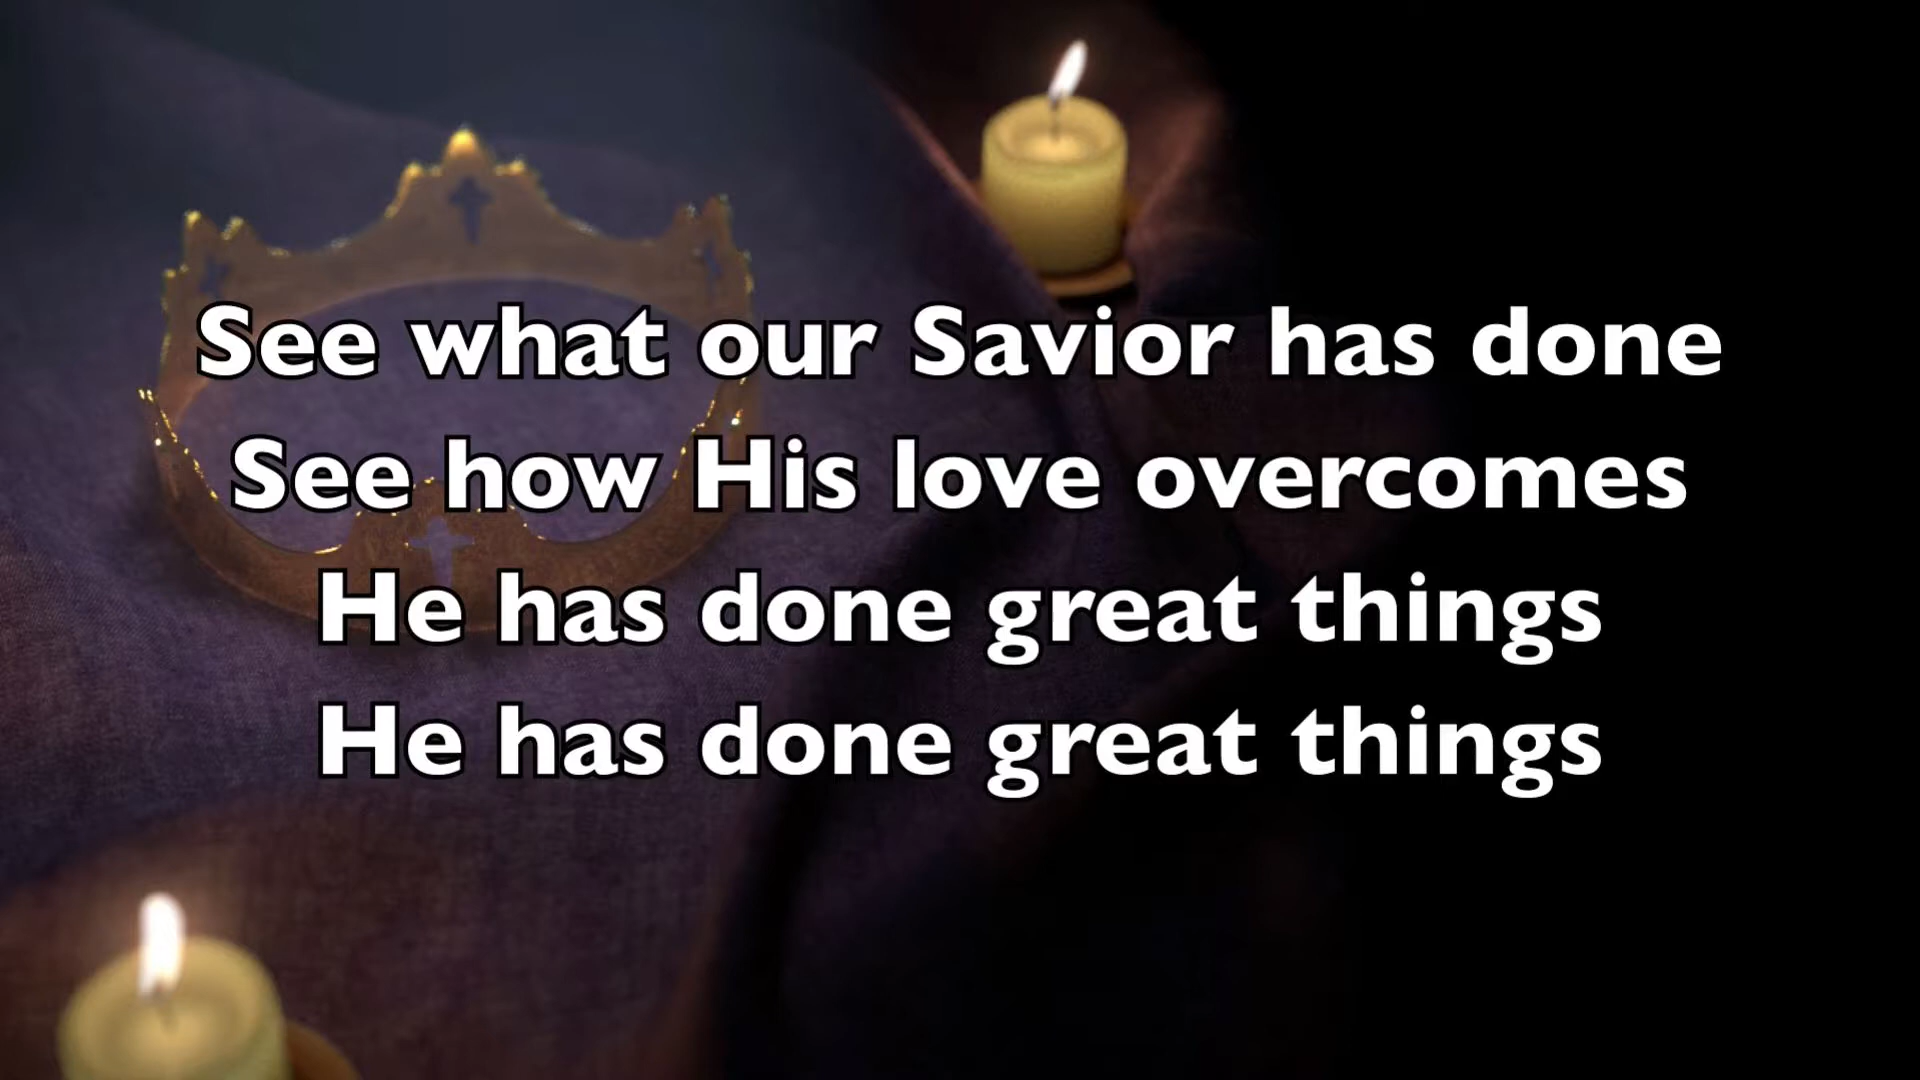 See what our Savior has done
See how His love overcomes
He has done great things
He has done great things